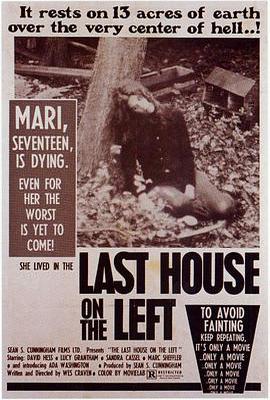 It rests on 13 acres of earth
over the very center of hell..!
MARI,
SEVENTEEN,
IS DYING.
EVEN FOR
HER THE
WORST
IS YET TO
COME!
SHE LIVED IN THE
LAST HOUSE
ON
THE LEFT
TO AVOID
FAINTING
KEEP REPEATING,
IT'S ONLY A MOVIE
..ONLY A MOVIE
..ONLY A MOVIE
..ONLY A MOVIE
..ONLY A MOVIE
SEAN S. CUNNINGHAM FILMS LTD. Presents "THE LAST HOUSE ON THE LEFT"
Starring: DAVID HESS • LUCY GRANTHAM • SANDRA CASSEL • MARC SHEFFLER
• and introducing ADA WASHINGTON • Produced by SEAN S. CUNNINGHAM
Written and Directed by WES CRAVEN • COLOR BY MOVIELAB
R RESTRICTED